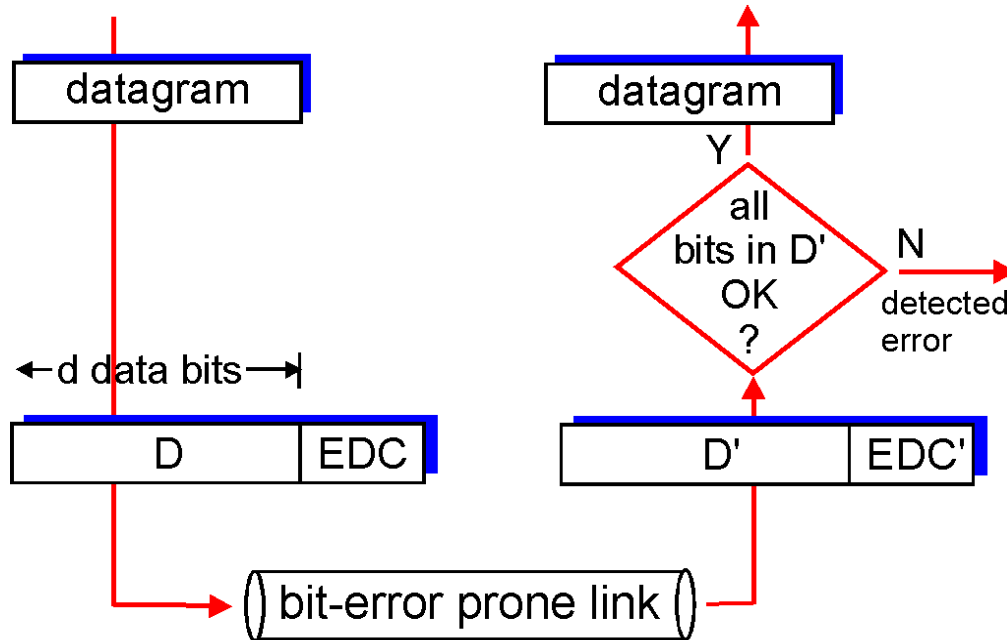 datagram
d data bits
D
EDC
bit-error prone link
datagram
Y
all
bits in D'
OK
?
N
detected
error
D'
EDC'